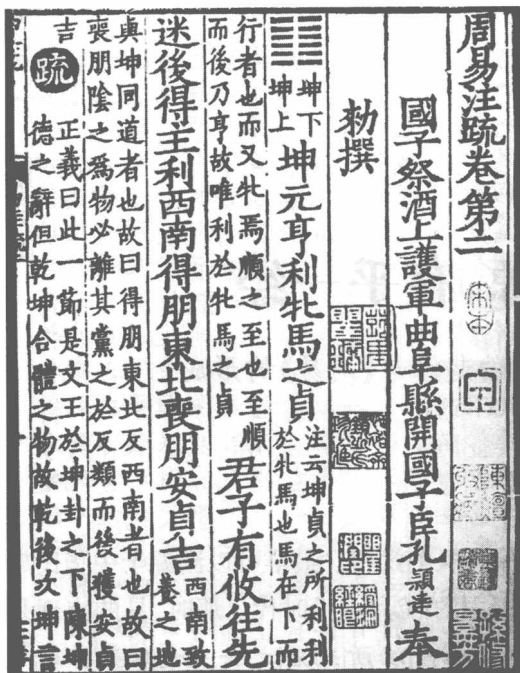 周易注疏卷第二
宋本
國子祭酒上護軍曲阜縣開國子臣孔穎達奉
勑撰
䷁坤下坤上坤元亨利牝馬之貞注云坤貞之所利利於牝馬也馬在下而
行者也而又牝馬順之至也至順而後乃亨故唯利於牝馬之貞君子有攸往先
迷後得主利西南得朋東北喪朋安貞吉西南致養之地
與坤同道者也故曰得朋東北反西南者也故曰
喪朋陰之爲物必離其黨之於反類而後獲安貞
吉疏正義曰此一節是文王於坤卦之下陳坤
德之辭但乾坤合體之物故乾後次坤言